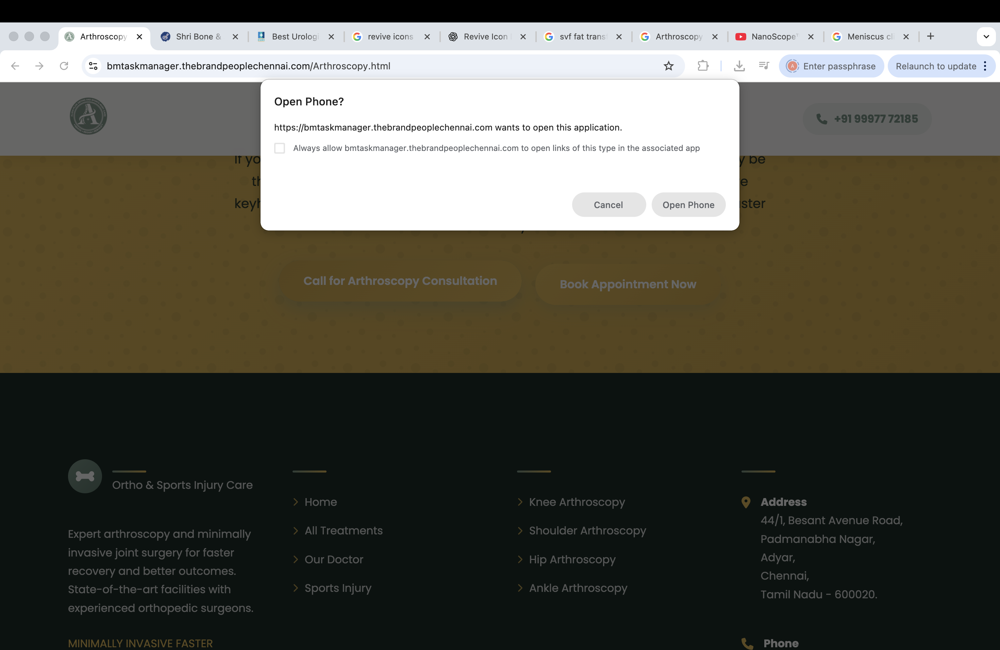 Arthroscopy
Shri Bone &
Best Urologi
revive icons
Revive Icon
svf fat trans
Arthroscopy
NanoScope
Meniscus cl
bmtaskmanager.thebrandpeoplechennai.com/Arthroscopy.html
A
Enter passphrase
Relaunch to update
Open Phone?
https://bmtaskmanager.thebrandpeoplechennai.com wants to open this application.
Always allow bmtaskmanager.thebrandpeoplechennai.com to open links of this type in the associated app
Cancel
Open Phone
+91 99977 72185
If yo
y be
th
e
keyh
ster
Call for Arthroscopy Consultation
Book Appointment Now
Ortho & Sports Injury Care
Expert arthroscopy and minimally
invasive joint surgery for faster
recovery and better outcomes.
State-of-the-art facilities with
experienced orthopedic surgeons.
MINIMALLY INVASIVE FASTER
Home
All Treatments
Our Doctor
Sports Injury
Knee Arthroscopy
Shoulder Arthroscopy
Hip Arthroscopy
Ankle Arthroscopy
Address
44/1, Besant Avenue Road,
Padmanabha Nagar,
Adyar,
Chennai,
Tamil Nadu - 600020.
Phone